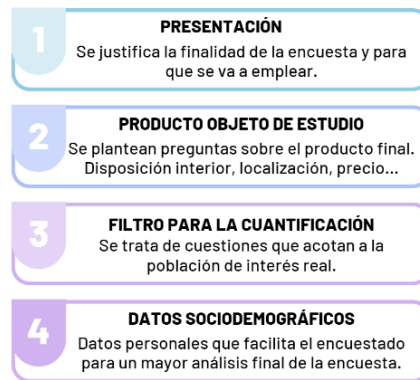 1
PRESENTACIÓN
Se justifica la finalidad de la encuesta y para
que se va a emplear.
2
PRODUCTO OBJETO DE ESTUDIO
Se plantean preguntas sobre el producto final.
Disposición interior, localización, precio...
3
FILTRO PARA LA CUANTIFICACIÓN
Se trata de cuestiones que acotan a la
población de interés real.
4
DATOS SOCIODEMOGRÁFICOS
Datos personales que facilita el encuestado
para un mayor análisis final de la encuesta.